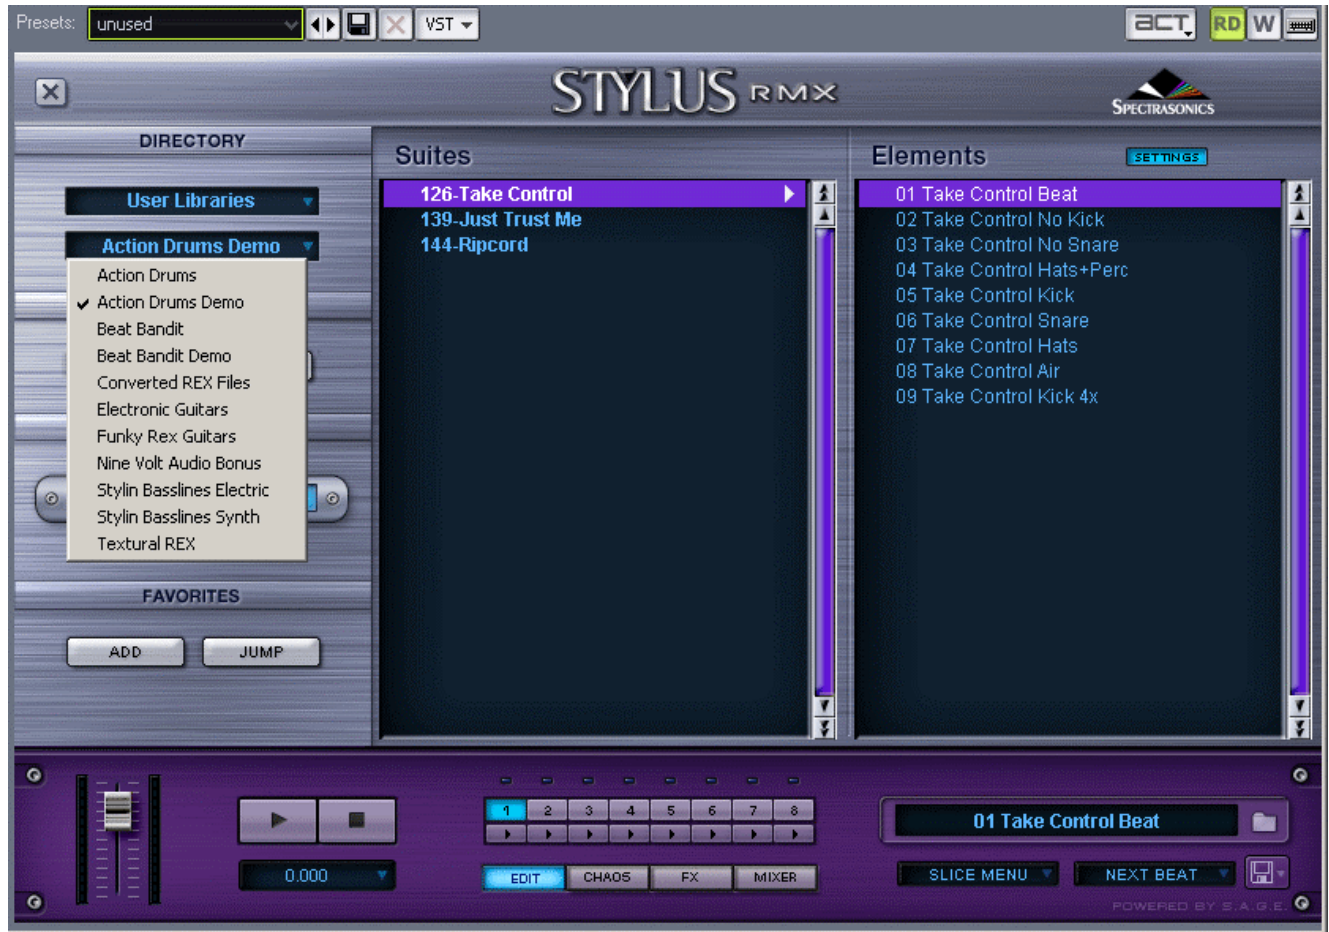 Presets: unused VST act RD W
STYLUS RMX
SPECTRASONICS
DIRECTORY
User Libraries
Action Drums Demo
Action Drums
Action Drums Demo
Beat Bandit
Beat Bandit Demo
Converted REX Files
Electronic Guitars
Funky Rex Guitars
Nine Volt Audio Bonus
Stylin Basslines Electric
Stylin Basslines Synth
Textural REX
FAVORITES
ADD JUMP
Suites
126-Take Control
139-Just Trust Me
144-Ripcord
Elements SETTINGS
01 Take Control Beat
02 Take Control No Kick
03 Take Control No Snare
04 Take Control Hats+Perc
05 Take Control Kick
06 Take Control Snare
07 Take Control Hats
08 Take Control Air
09 Take Control Kick 4x
1 2 3 4 5 6 7 8
01 Take Control Beat
0.000
EDIT CHAOS FX MIXER
SLICE MENU NEXT BEAT
POWERED BY S.A.G.E.